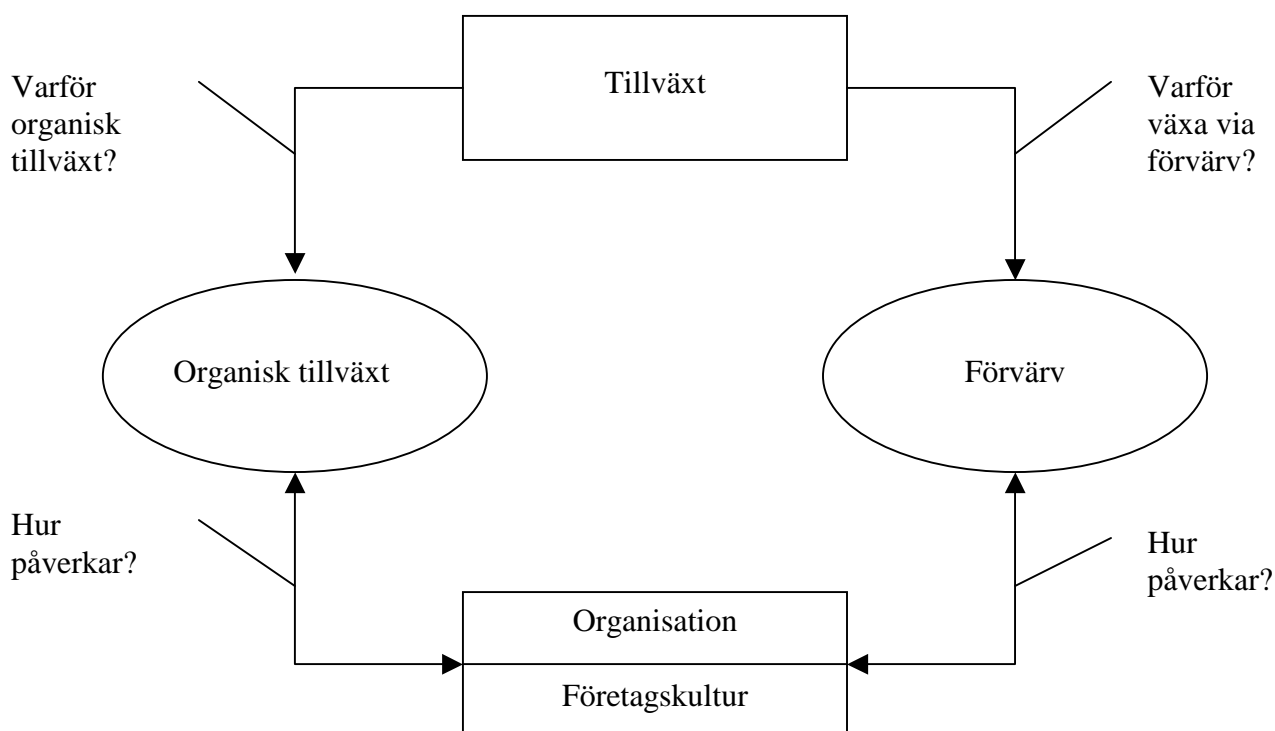 Tillväxt
Varför
organisk
tillväxt?
Varför
växa via
förvärv?
Organisk tillväxt
Förvärv
Hur
påverkar?
Hur
påverkar?
Organisation
Företagskultur